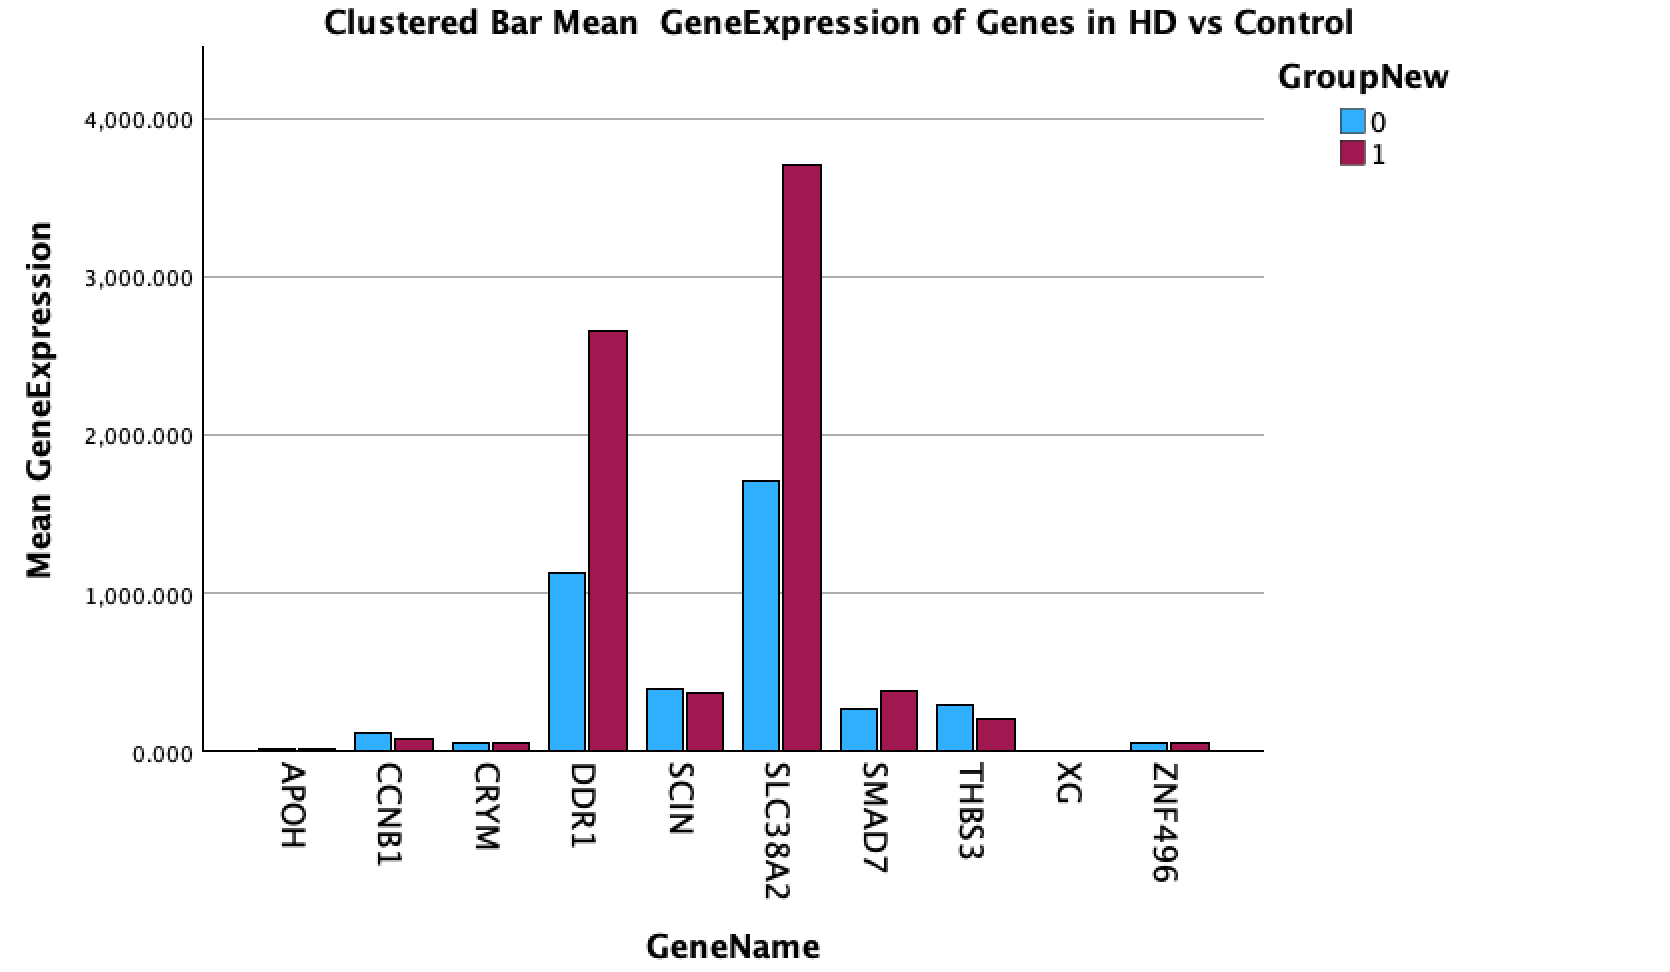 Clustered Bar Mean  GeneExpression of Genes in HD vs Control
GroupNew
0
1
Mean GeneExpression
4,000.000
3,000.000
2,000.000
1,000.000
0.000
APOH
CCNB1
CRYM
DDR1
SCIN
SLC38A2
SMAD7
THBS3
XG
ZNF496
GeneName